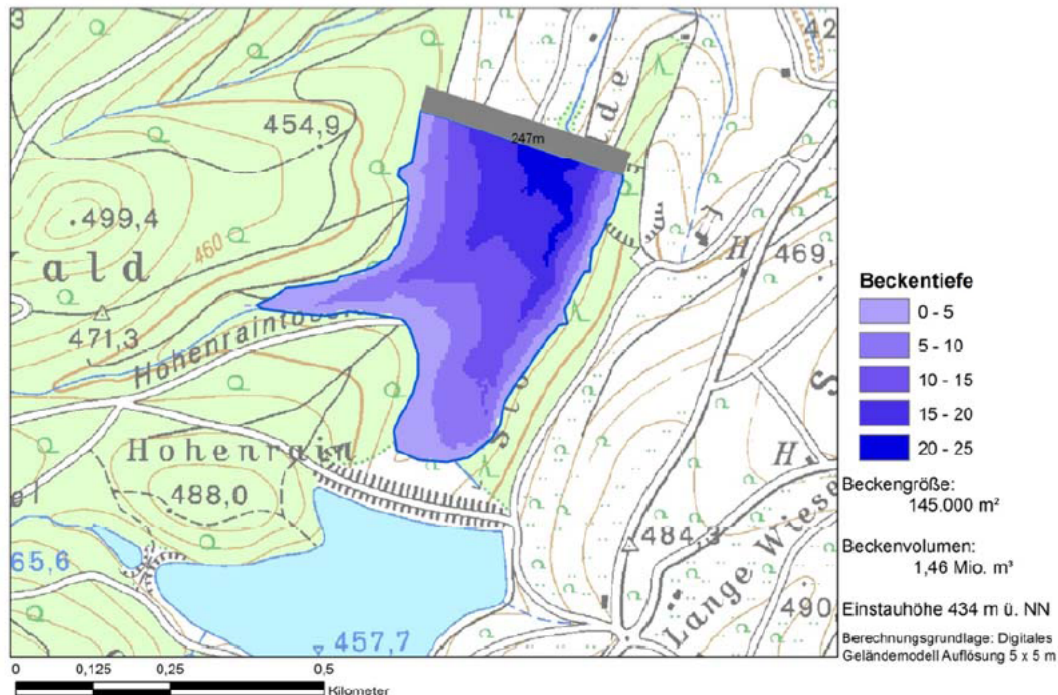 3
42
454,9
247m
de
499,4
460
H
469,
Wald
471,3
Hohenraintobel
Sto
Hohenrain
H
488,0
65,6
484,3
Lange Wiese
490
457,7
Beckentiefe
0 - 5
5 - 10
10 - 15
15 - 20
20 - 25
Beckengröße:
145.000 m²
Beckenvolumen:
1,46 Mio. m³
Einstauhöhe 434 m ü. NN
Berechnungsgrundlage: Digitales
Geländemodell Auflösung 5 x 5 m
0 0,125 0,25 0,5
Kilometer